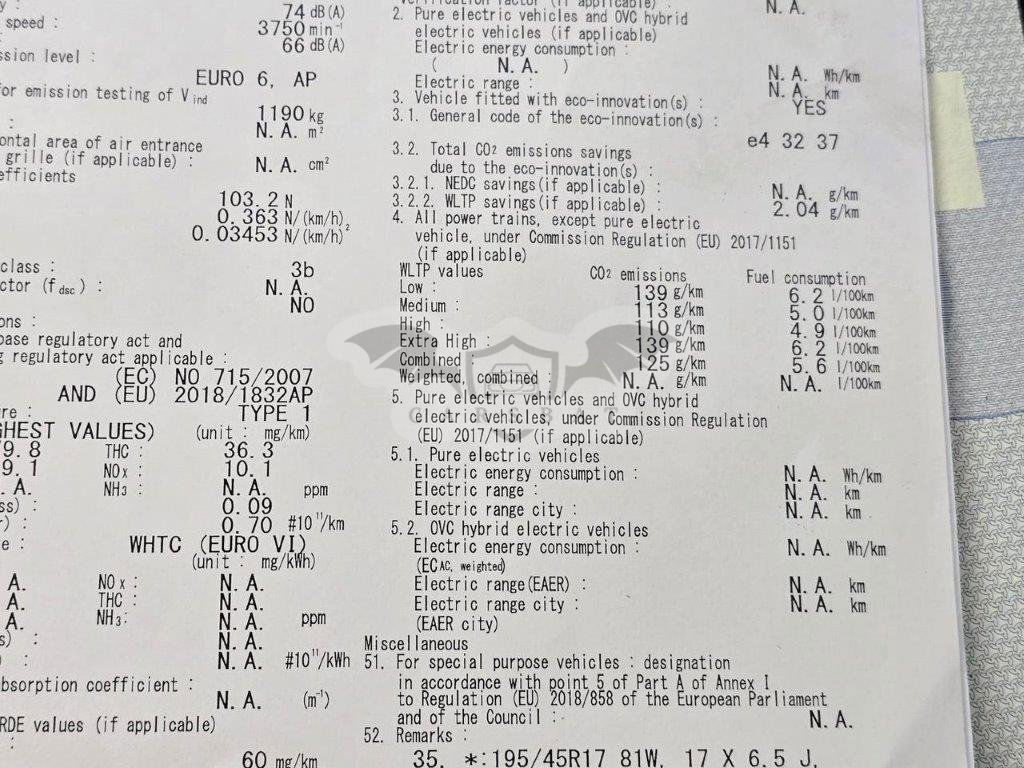 74 dB(A)
speed : 3750 min⁻¹
66 dB(A)
ssion level :
EURO 6, AP
or emission testing of V ind
: 1190 kg
N. A. m²
ontal area of air entrance
grille (if applicable) : N. A. cm²
efficients
103. 2 N
0. 363 N/(km/h),
0. 03453 N/(km/h)²
class : 3b
ctor (f dsc) : N. A.
NO
ons :
base regulatory act and
g regulatory act applicable :
(EC) NO 715/2007
AND (EU) 2018/1832AP
re : TYPE 1
GHEST VALUES) (unit : mg/km)
9. 8 THC : 36. 3
9. 1 NOx : 10. 1
. A. NH3 : N. A. ppm
ss) : 0. 09
r) : 0. 70 #10¹¹/km
e : WHTC (EURO VI)
(unit : mg/kWh)
A. NOx : N. A.
A. THC : N. A.
A. NH3: N. A. ppm
s) : N. A.
) : N. A. #10¹¹/kWh
bsorption coefficient :
N. A. (m⁻¹)
RDE values (if applicable)
:
60 mg/km
N. A.
2. Pure electric vehicles and OVC hybrid
electric vehicles (if applicable)
Electric energy consumption :
( N. A. ) N. A. Wh/km
Electric range : N. A. km
3. Vehicle fitted with eco-innovation(s) : YES
3. 1. General code of the eco-innovation(s) :
e4 32 37
3. 2. Total CO2 emissions savings
due to the eco-innovation(s) :
3. 2. 1. NEDC savings(if applicable) : N. A. g/km
3. 2. 2. WLTP savings(if applicable) : 2. 04 g/km
4. All power trains, except pure electric
vehicle, under Commission Regulation (EU) 2017/1151
(if applicable)
WLTP values CO2 emissions Fuel consumption
Low : 139 g/km 6. 2 l/100km
Medium : 113 g/km 5. 0 l/100km
High : 110 g/km 4. 9 l/100km
Extra High : 139 g/km 6. 2 l/100km
Combined 125 g/km 5. 6 l/100km
Weighted, combined : N. A. g/km N. A. l/100km
5. Pure electric vehicles and OVC hybrid
electric vehicles, under Commission Regulation
(EU) 2017/1151 (if applicable)
5. 1. Pure electric vehicles
Electric energy consumption : N. A. Wh/km
Electric range : N. A. km
Electric range city : N. A. km
5. 2. OVC hybrid electric vehicles
Electric energy consumption : N. A. Wh/km
(ECAC, weighted)
Electric range(EAER) : N. A. km
Electric range city : N. A. km
(EAER city)
Miscellaneous
51. For special purpose vehicles : designation
in accordance with point 5 of Part A of Annex I
to Regulation (EU) 2018/858 of the European Parliament
and of the Council : N. A.
52. Remarks :
35. *:195/45R17 81W, 17 X 6. 5 J,